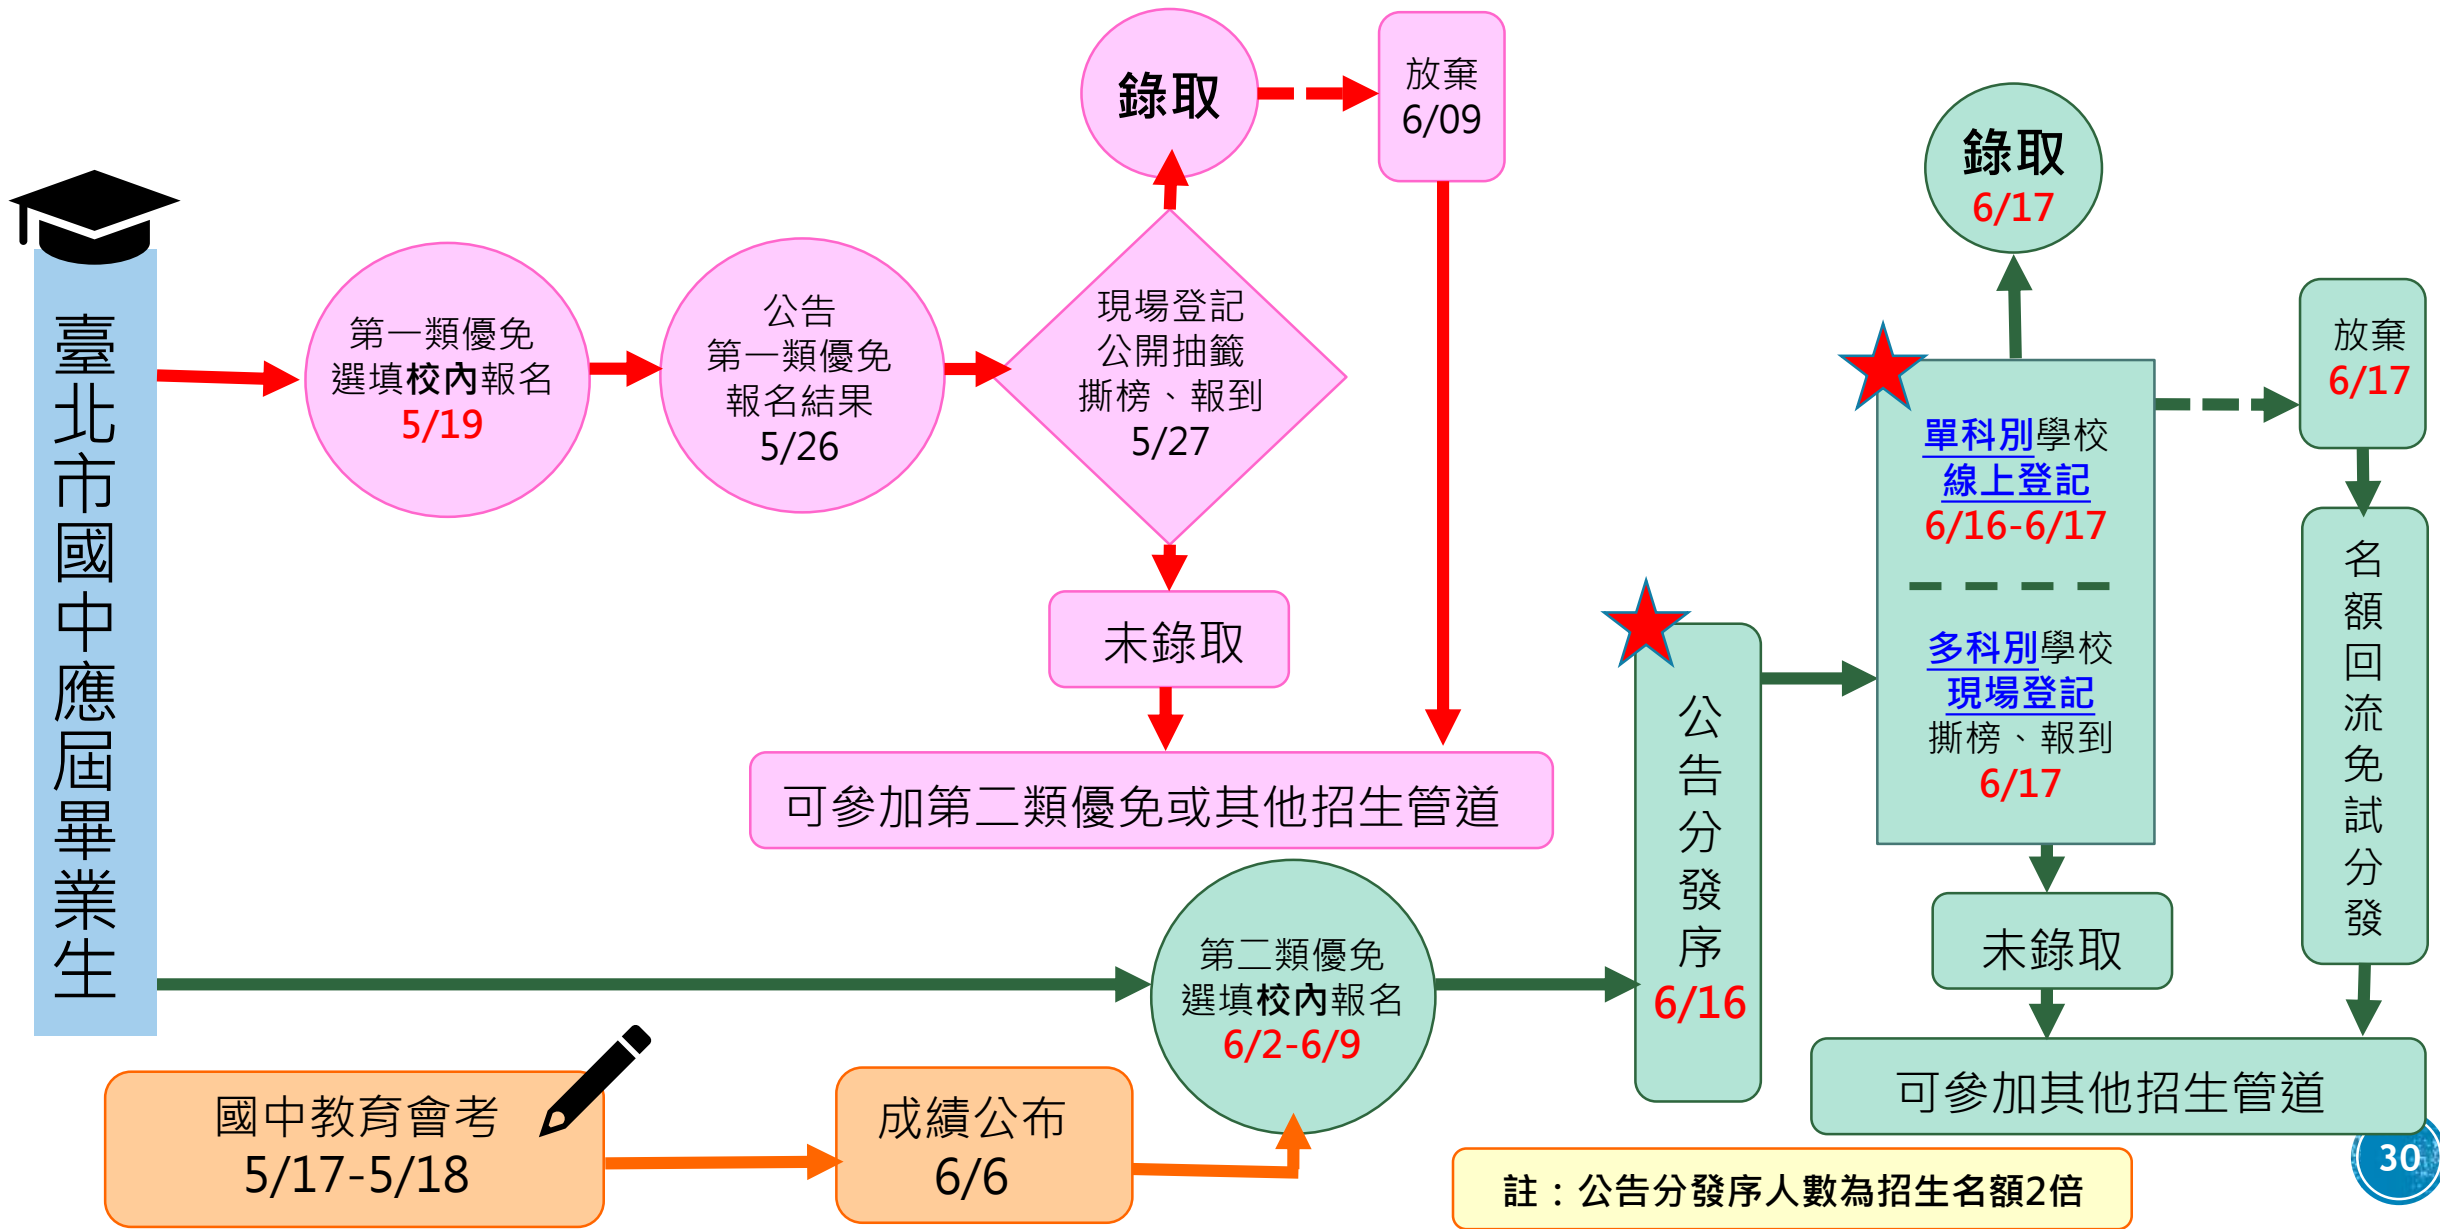 臺北市國中應屆畢業生
第一類優免
選填校內報名
5/19
公告
第一類優免
報名結果
5/26
現場登記
公開抽籤
撕榜、報到
5/27
錄取
放棄
6/09
未錄取
可參加第二類優免或其他招生管道
國中教育會考
5/17-5/18
成績公布
6/6
第二類優免
選填校內報名
6/2-6/9
公告分發序
6/16
單科別學校
線上登記
6/16-6/17
多科別學校
現場登記
撕榜、報到
6/17
錄取
6/17
放棄
6/17
名額回流免試分發
未錄取
可參加其他招生管道
註：公告分發序人數為招生名額2倍
30